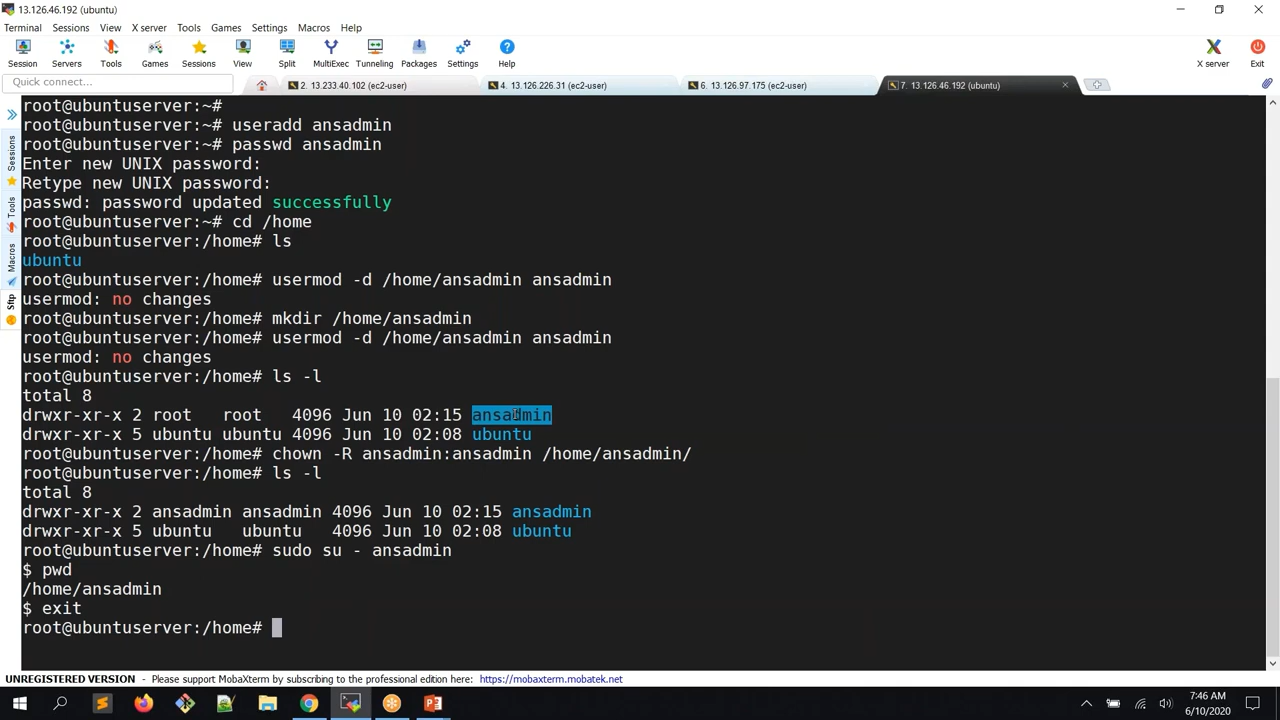 13.126.46.192 (ubuntu)
Terminal Sessions View X server Tools Games Settings Macros Help
Session Servers Tools Games Sessions View Split MultiExec Tunneling Packages Settings Help X server Exit
Quick connect... 2. 13.233.40.102 (ec2-user) 4. 13.126.226.31 (ec2-user) 6. 13.126.97.175 (ec2-user) 7. 13.126.46.192 (ubuntu)
Sessions
Tools
Macros
Sftp
root@ubuntuserver:~#
root@ubuntuserver:~# useradd ansadmin
root@ubuntuserver:~# passwd ansadmin
Enter new UNIX password:
Retype new UNIX password:
passwd: password updated successfully
root@ubuntuserver:~# cd /home
root@ubuntuserver:/home# ls
ubuntu
root@ubuntuserver:/home# usermod -d /home/ansadmin ansadmin
usermod: no changes
root@ubuntuserver:/home# mkdir /home/ansadmin
root@ubuntuserver:/home# usermod -d /home/ansadmin ansadmin
usermod: no changes
root@ubuntuserver:/home# ls -l
total 8
drwxr-xr-x 2 root   root   4096 Jun 10 02:15 ansadmin
drwxr-xr-x 5 ubuntu ubuntu 4096 Jun 10 02:08 ubuntu
root@ubuntuserver:/home# chown -R ansadmin:ansadmin /home/ansadmin/
root@ubuntuserver:/home# ls -l
total 8
drwxr-xr-x 2 ansadmin ansadmin 4096 Jun 10 02:15 ansadmin
drwxr-xr-x 5 ubuntu   ubuntu   4096 Jun 10 02:08 ubuntu
root@ubuntuserver:/home# sudo su - ansadmin
$ pwd
/home/ansadmin
$ exit
root@ubuntuserver:/home#
UNREGISTERED VERSION - Please support MobaXterm by subscribing to the professional edition here: https://mobaxterm.mobatek.net
7:46 AM
6/10/2020